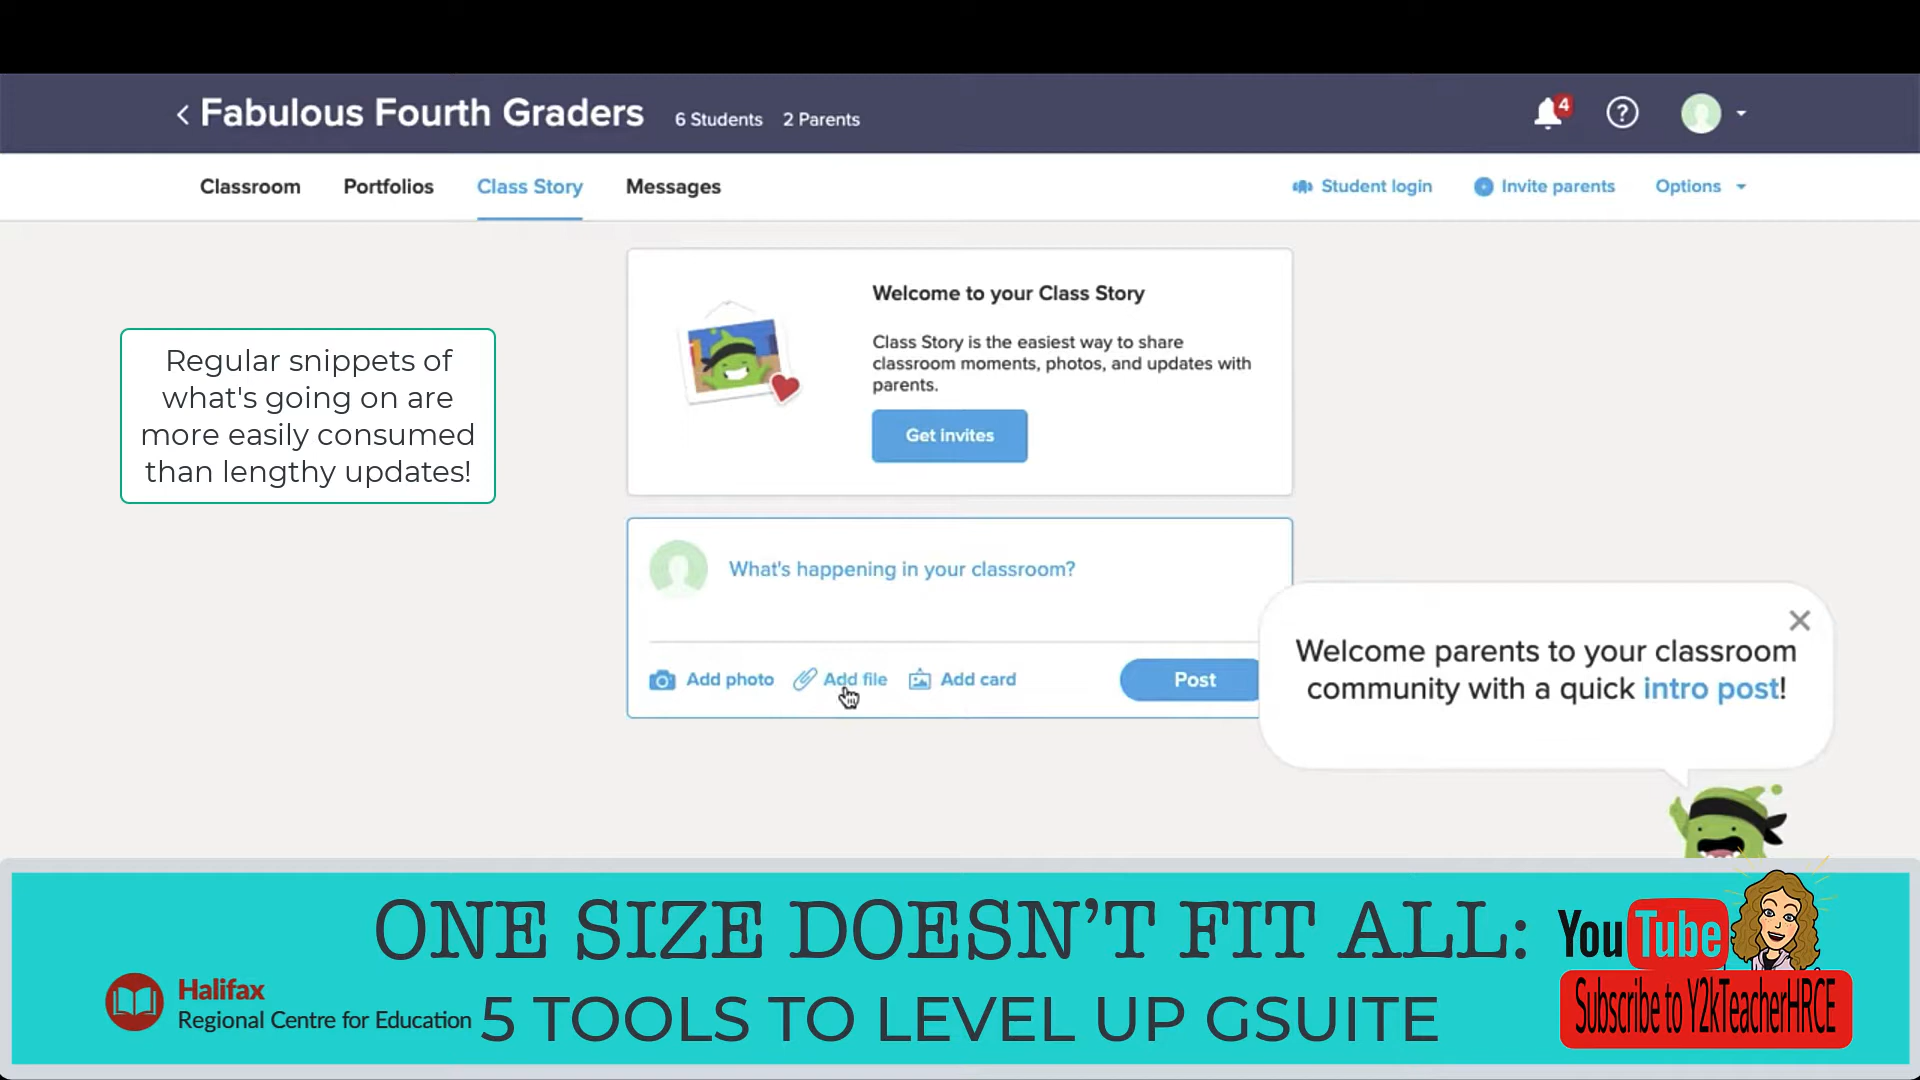 Fabulous Fourth Graders 6 Students 2 Parents
4
?
Classroom Portfolios Class Story Messages
Student login Invite parents Options
Regular snippets of
what's going on are
more easily consumed
than lengthy updates!
Welcome to your Class Story
Class Story is the easiest way to share
classroom moments, photos, and updates with
parents.
Get invites
What's happening in your classroom?
Add photo Add file Add card Post
Welcome parents to your classroom
community with a quick intro post!
ONE SIZE DOESN'T FIT ALL:
5 TOOLS TO LEVEL UP GSUITE
Halifax
Regional Centre for Education
YouTube
Subscribe to Y2kTeacherHRCE